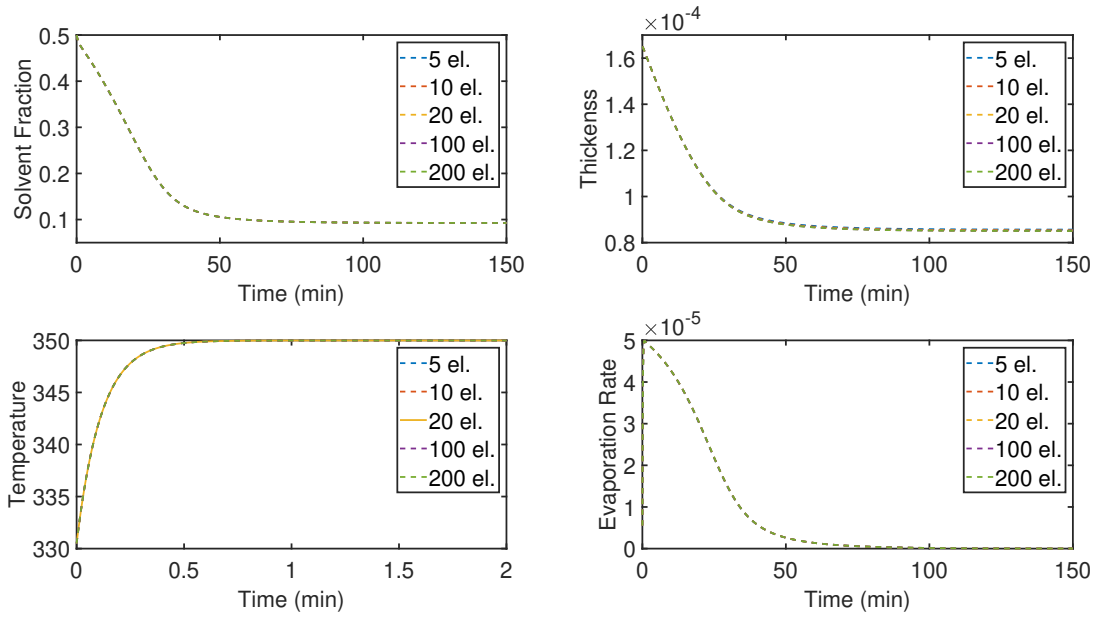 0.5
0.4
0.3
0.2
0.1
0
50
100
150
Solvent Fraction
Time (min)
5 el.
10 el.
20 el.
100 el.
200 el.
×10-4
1.6
1.4
1.2
1
0.8
0
50
100
150
Thickenss
Time (min)
5 el.
10 el.
20 el.
100 el.
200 el.
350
345
340
335
330
0
0.5
1
1.5
2
Temperature
Time (min)
5 el.
10 el.
20 el.
100 el.
200 el.
×10-5
5
4
3
2
1
0
0
50
100
150
Evaporation Rate
Time (min)
5 el.
10 el.
20 el.
100 el.
200 el.